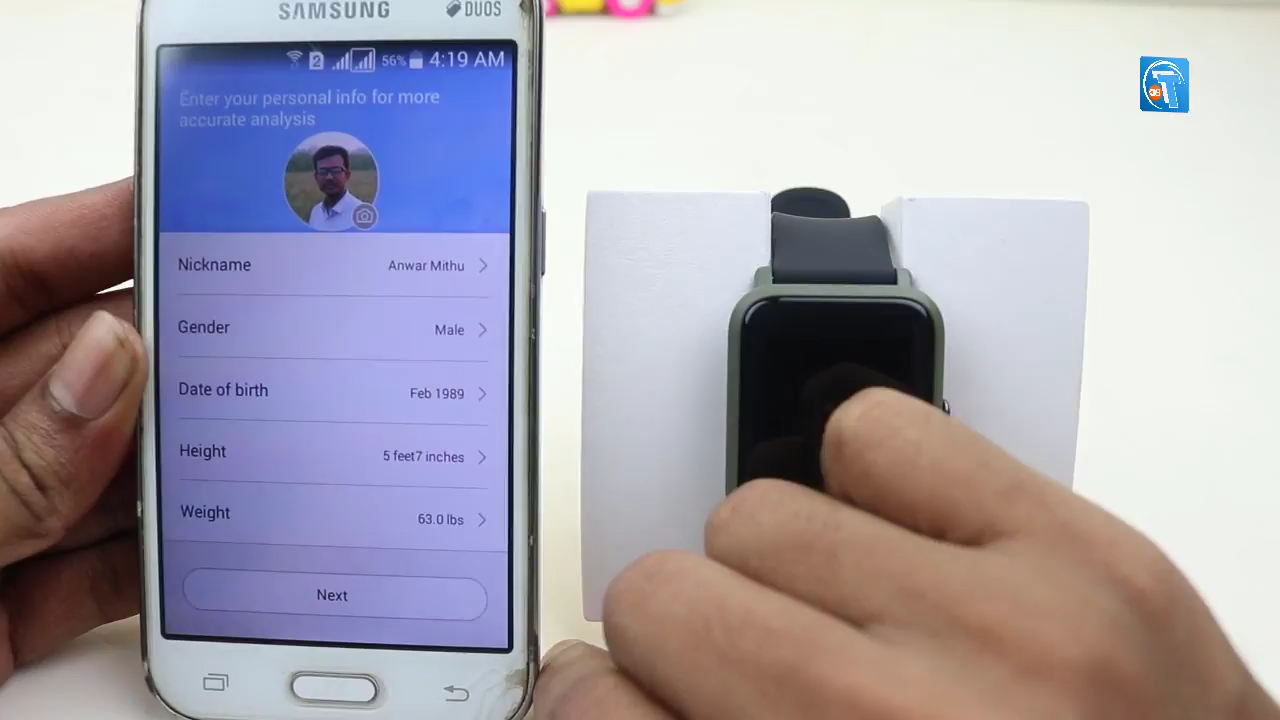 SAMSUNG
DUOS
2
56%
4:19 AM
Enter your personal info for more
accurate analysis
Nickname
Anwar Mithu
Gender
Male
Date of birth
Feb 1989
Height
5 feet7 inches
Weight
63.0 lbs
Next